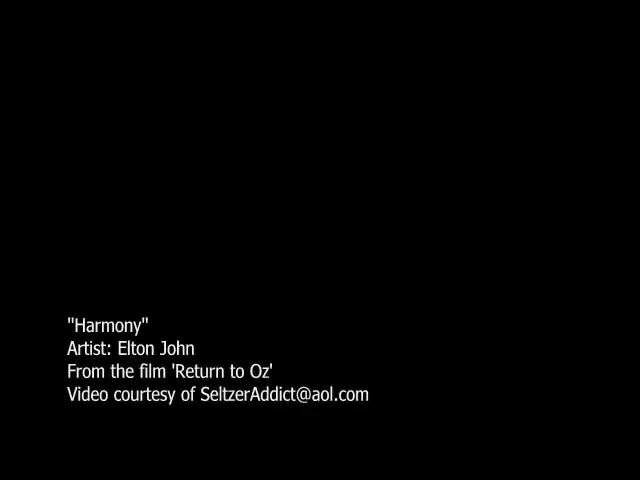 "Harmony"
Artist: Elton John
From the film 'Return to Oz'
Video courtesy of SeltzerAddict@aol.com